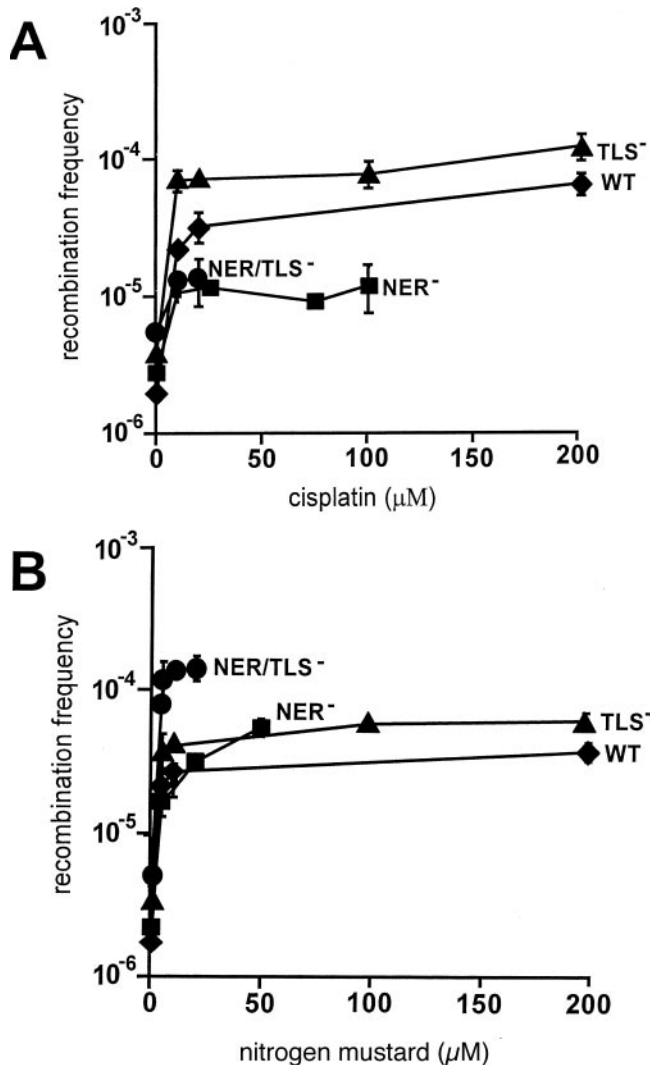 A
recombination frequency
10⁻³
10⁻⁴
10⁻⁵
10⁻⁶
TLS⁻
WT
NER/TLS⁻
NER⁻
0 50 100 150 200
cisplatin (μM)
B
recombination frequency
10⁻³
10⁻⁴
10⁻⁵
10⁻⁶
NER/TLS⁻
NER⁻
TLS⁻
WT
0 50 100 150 200
nitrogen mustard (μM)